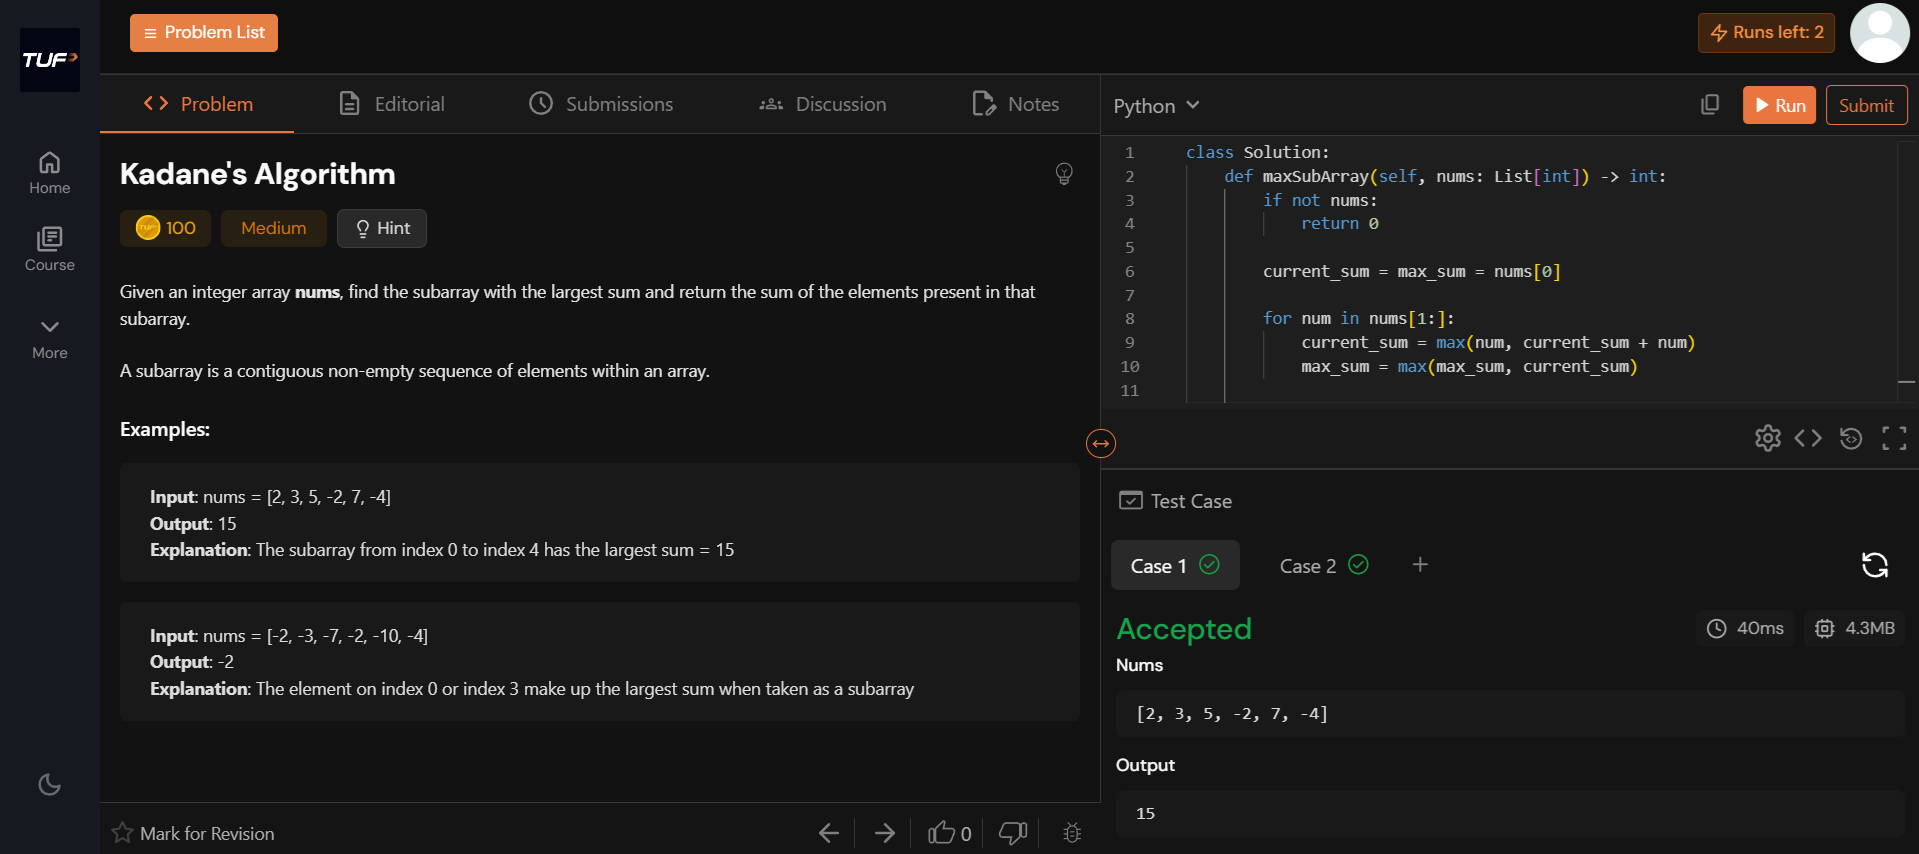 TUF
Home
Course
More
Problem List
Runs left: 2
Problem
Editorial
Submissions
Discussion
Notes
Kadane's Algorithm
100
Medium
Hint
Given an integer array nums, find the subarray with the largest sum and return the sum of the elements present in that
subarray.
A subarray is a contiguous non-empty sequence of elements within an array.
Examples:
Input: nums = [2, 3, 5, -2, 7, -4]
Output: 15
Explanation: The subarray from index 0 to index 4 has the largest sum = 15
Input: nums = [-2, -3, -7, -2, -10, -4]
Output: -2
Explanation: The element on index 0 or index 3 make up the largest sum when taken as a subarray
Mark for Revision
0
Python
Run
Submit
1 class Solution:
2 def maxSubArray(self, nums: List[int]) -> int:
3 if not nums:
4 return 0
5
6 current_sum = max_sum = nums[0]
7
8 for num in nums[1:]:
9 current_sum = max(num, current_sum + num)
10 max_sum = max(max_sum, current_sum)
11
Test Case
Case 1
Case 2
+
Accepted
40ms
4.3MB
Nums
[2, 3, 5, -2, 7, -4]
Output
15